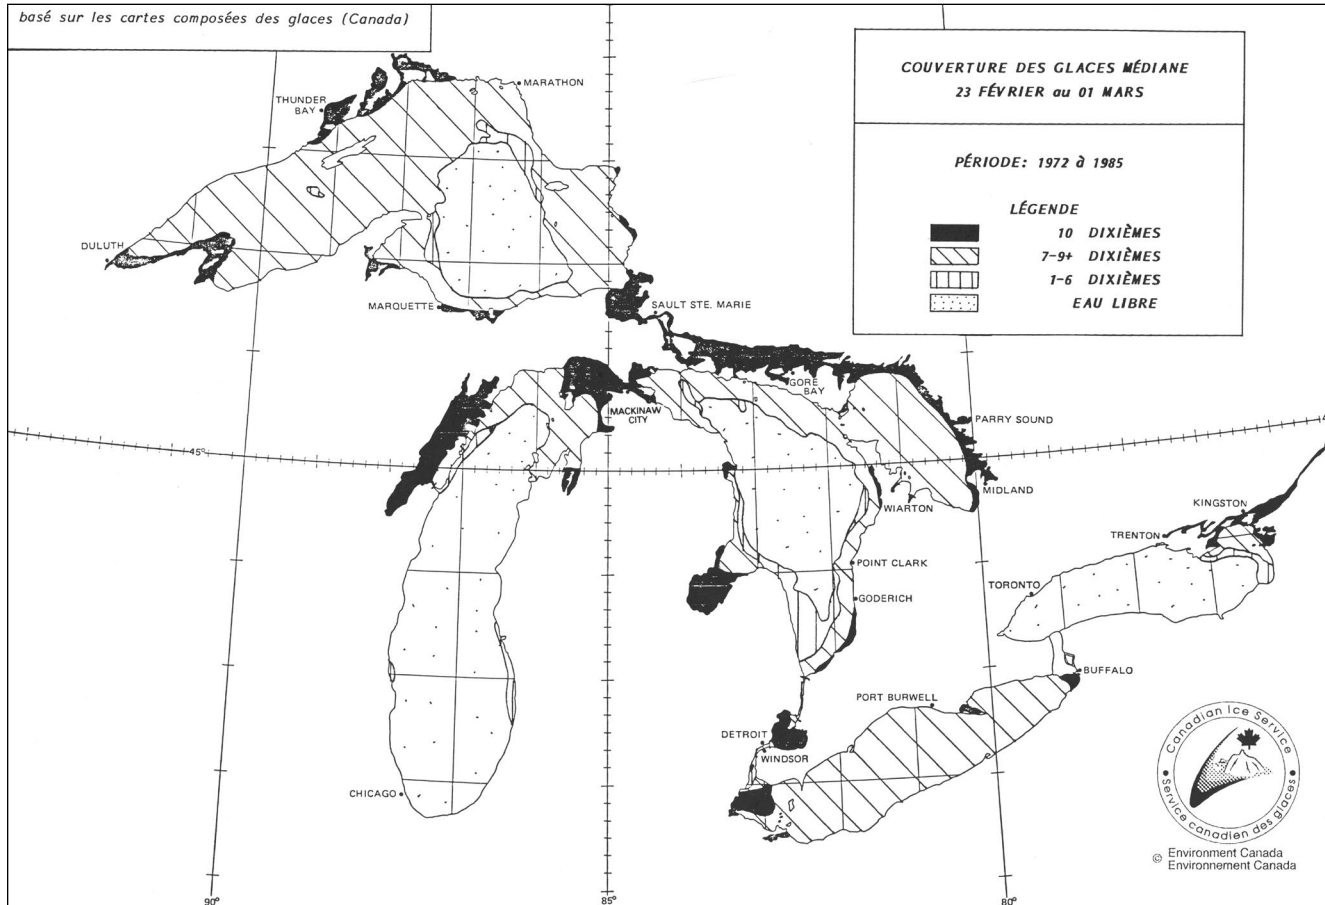 basé sur les cartes composées des glaces (Canada)
COUVERTURE DES GLACES MÉDIANE
23 FÉVRIER au 01 MARS
PÉRIODE: 1972 à 1985
LÉGENDE
10 DIXIÈMES
7-9+ DIXIÈMES
1-6 DIXIÈMES
EAU LIBRE
MARATHON
THUNDER
BAY
DULUTH
MARQUETTE
SAULT STE. MARIE
GORE
BAY
MACKINAW
CITY
PARRY SOUND
45°
MIDLAND
WIARTON
KINGSTON
TRENTON
POINT CLARK
TORONTO
GODERICH
BUFFALO
PORT BURWELL
DETROIT
WINDSOR
CHICAGO
Canadian Ice Service
Service canadien des glaces
© Environment Canada
Environnement Canada
90°
85°
80°